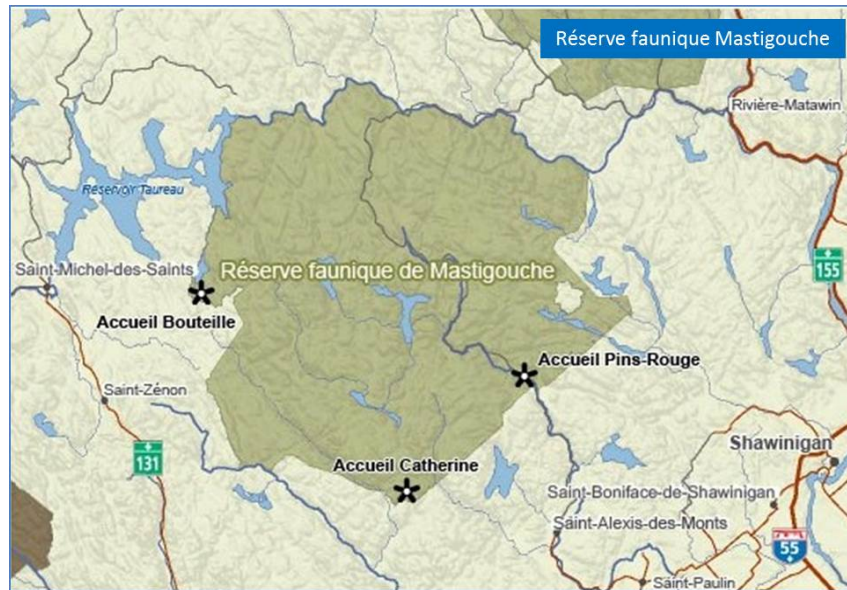 Réserve faunique Mastigouche
Rivière-Matawin
Réservoir Taureau
155
Saint-Michel-des-Saints
Réserve faunique de Mastigouche
Accueil Bouteille
Accueil Pins-Rouge
Saint-Zénon
Shawinigan
131
Accueil Catherine
Saint-Boniface-de-Shawinigan
Saint-Alexis-des-Monts
55
Saint-Paulin